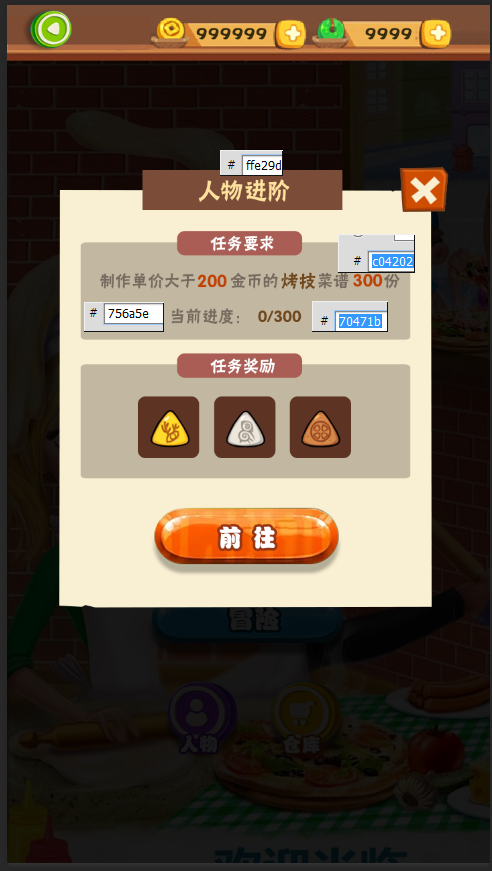 999999
9999
# ffe29d
人物进阶
任务要求
# c04202
制作单价大于200金币的烤技菜谱300份
# 756a5e
当前进度： 0/300
# 70471b
任务奖励
前往
冒险
人物
仓库
欢迎光临